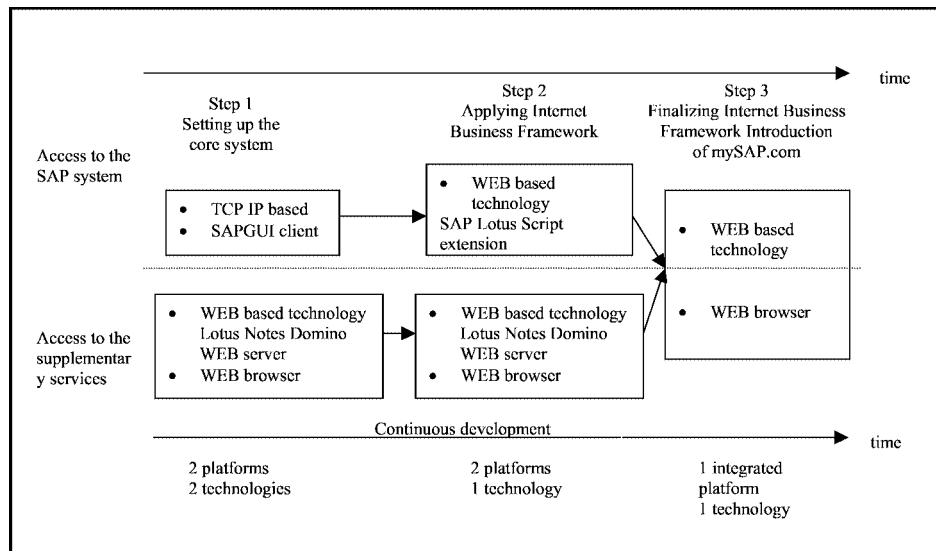 time
Step 1
Setting up the
core system
Step 2
Applying Internet
Business Framework
Step 3
Finalizing Internet Business
Framework Introduction
of mySAP.com
Access to the
SAP system
• TCP IP based
• SAPGUI client
• WEB based
technology
SAP Lotus Script
extension
• WEB based
technology
• WEB browser
Access to the
supplementar
y services
• WEB based technology
Lotus Notes Domino
WEB server
• WEB browser
• WEB based technology
Lotus Notes Domino
WEB server
• WEB browser
Continuous development
time
2 platforms
2 technologies
2 platforms
1 technology
1 integrated
platform
1 technology